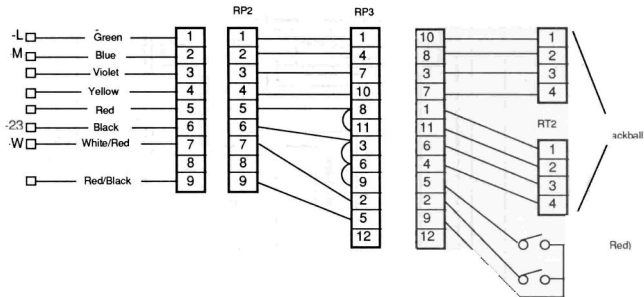 RP2
RP3
-L Green 1 1 1 10 1
M Blue 2 2 4 8 2
Violet 3 3 7 3 3
Yellow 4 4 10 7 4
Red 5 5 8 1
RT2
-23 Black 6 6 11 11 1
ackball
-W White/Red 7 7 3 6 2
8 8 6 4 3
Red/Black 9 9 9 5 4
2 2
5 9
Red)
12 12